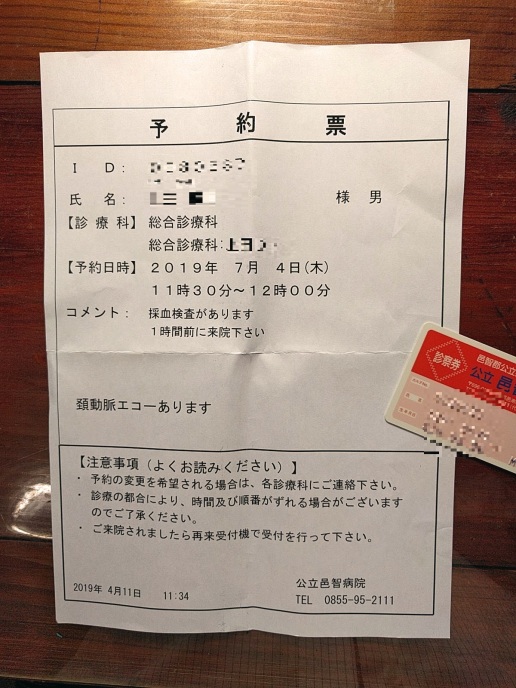 予約票
ＩＤ：
氏名： 様 男
【診療科】総合診療科
総合診療科：
【予約日時】２０１９年　７月　４日(木)
１１時３０分～１２時００分
コメント： 採血検査があります
１時間前に来院下さい
頚動脈エコーあります
【注意事項（よくお読みください）】
・予約の変更を希望される場合は、各診療科にご連絡下さい。
・診療の都合により、時間及び順番がずれる場合がございます
のでご了承ください。
・ご来院されましたら再来受付機で受付を行って下さい。
2019年 4月11日 11:34
公立邑智病院
TEL 0855-95-2111
診察券
邑智郡公立
公立 邑